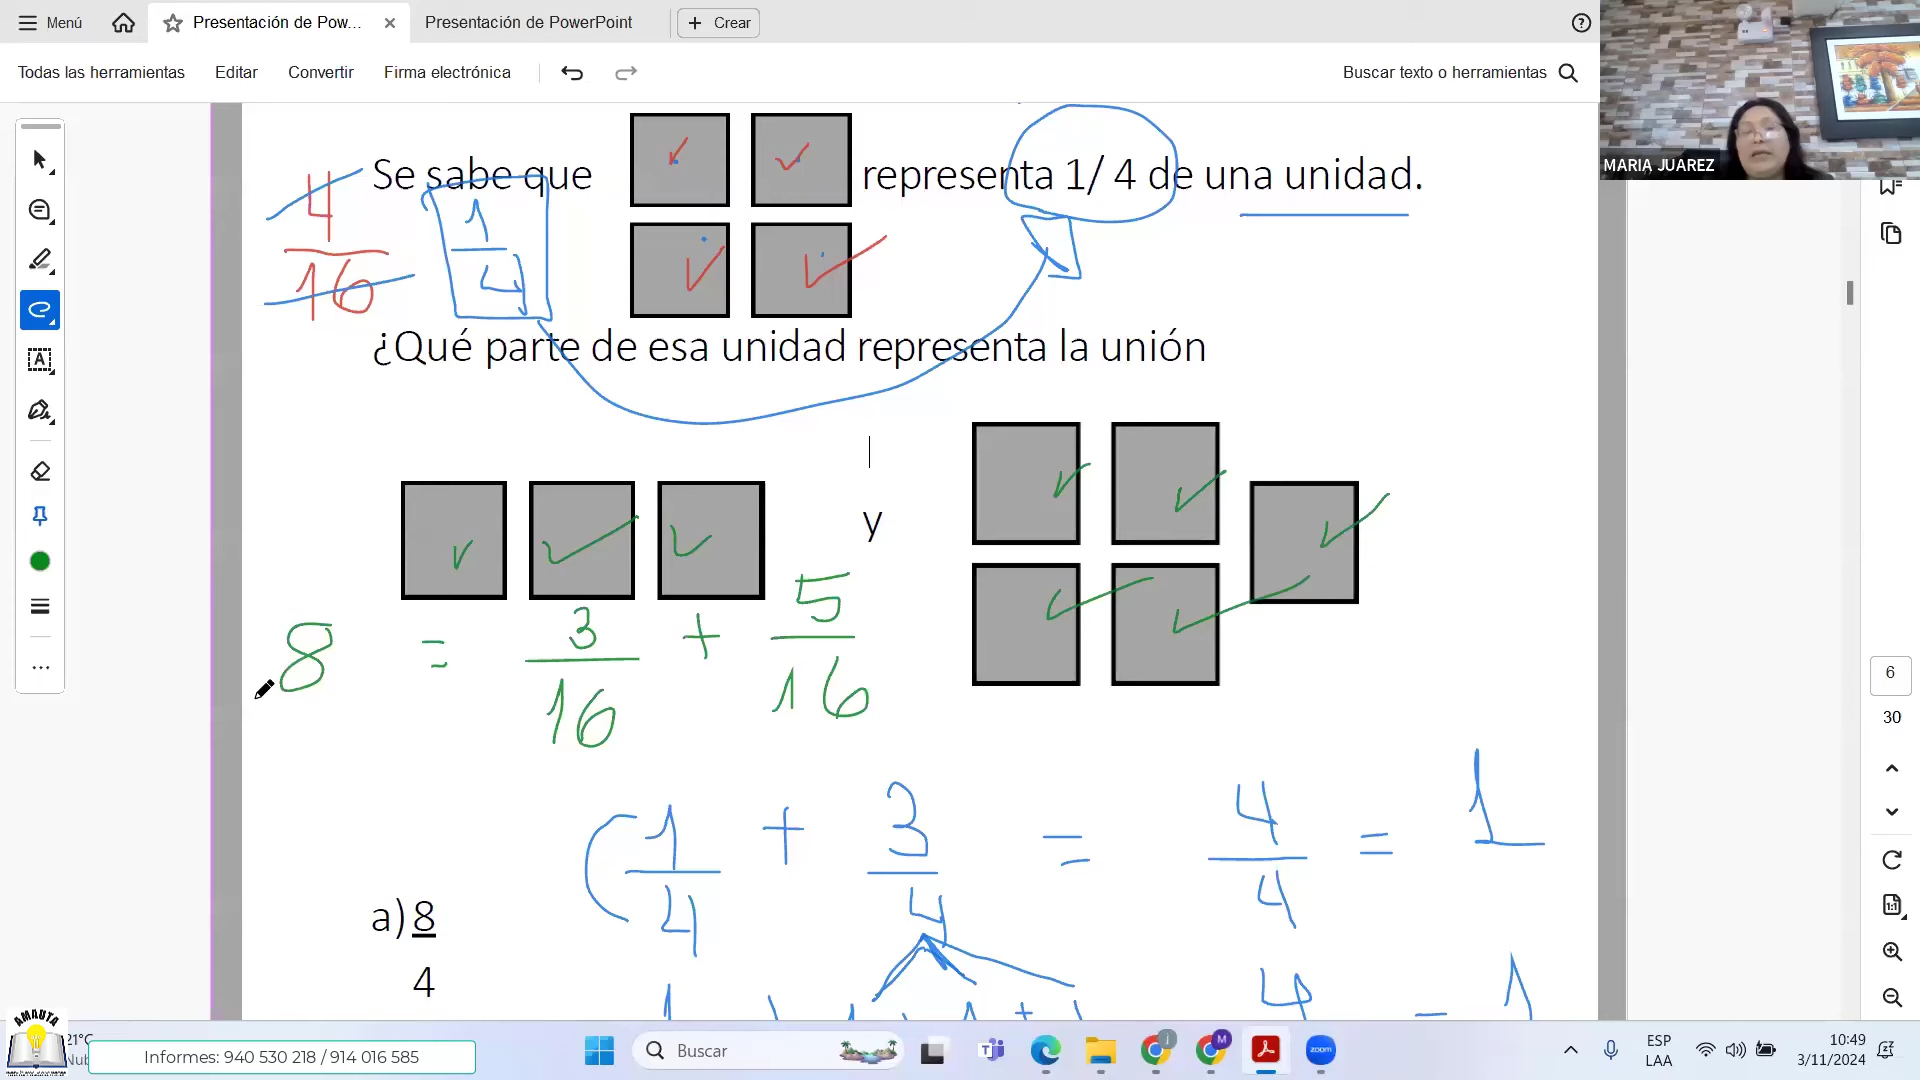 Menú
Presentación de Pow...
Presentación de PowerPoint
Crear
Todas las herramientas
Editar
Convertir
Firma electrónica
Buscar texto o herramientas
MARIA JUAREZ
Se sabe que
representa 1/ 4 de una unidad.
4
16
1
4
¿Qué parte de esa unidad representa la unión
y
8 = 3 + 5
16 16
1 + 3 = 4 = 1
4 4 4
a) 8
4
6
30
AMAUTA
21°C
Informes: 940 530 218 / 914 016 585
Buscar
zoom
ESP
LAA
10:49
3/11/2024